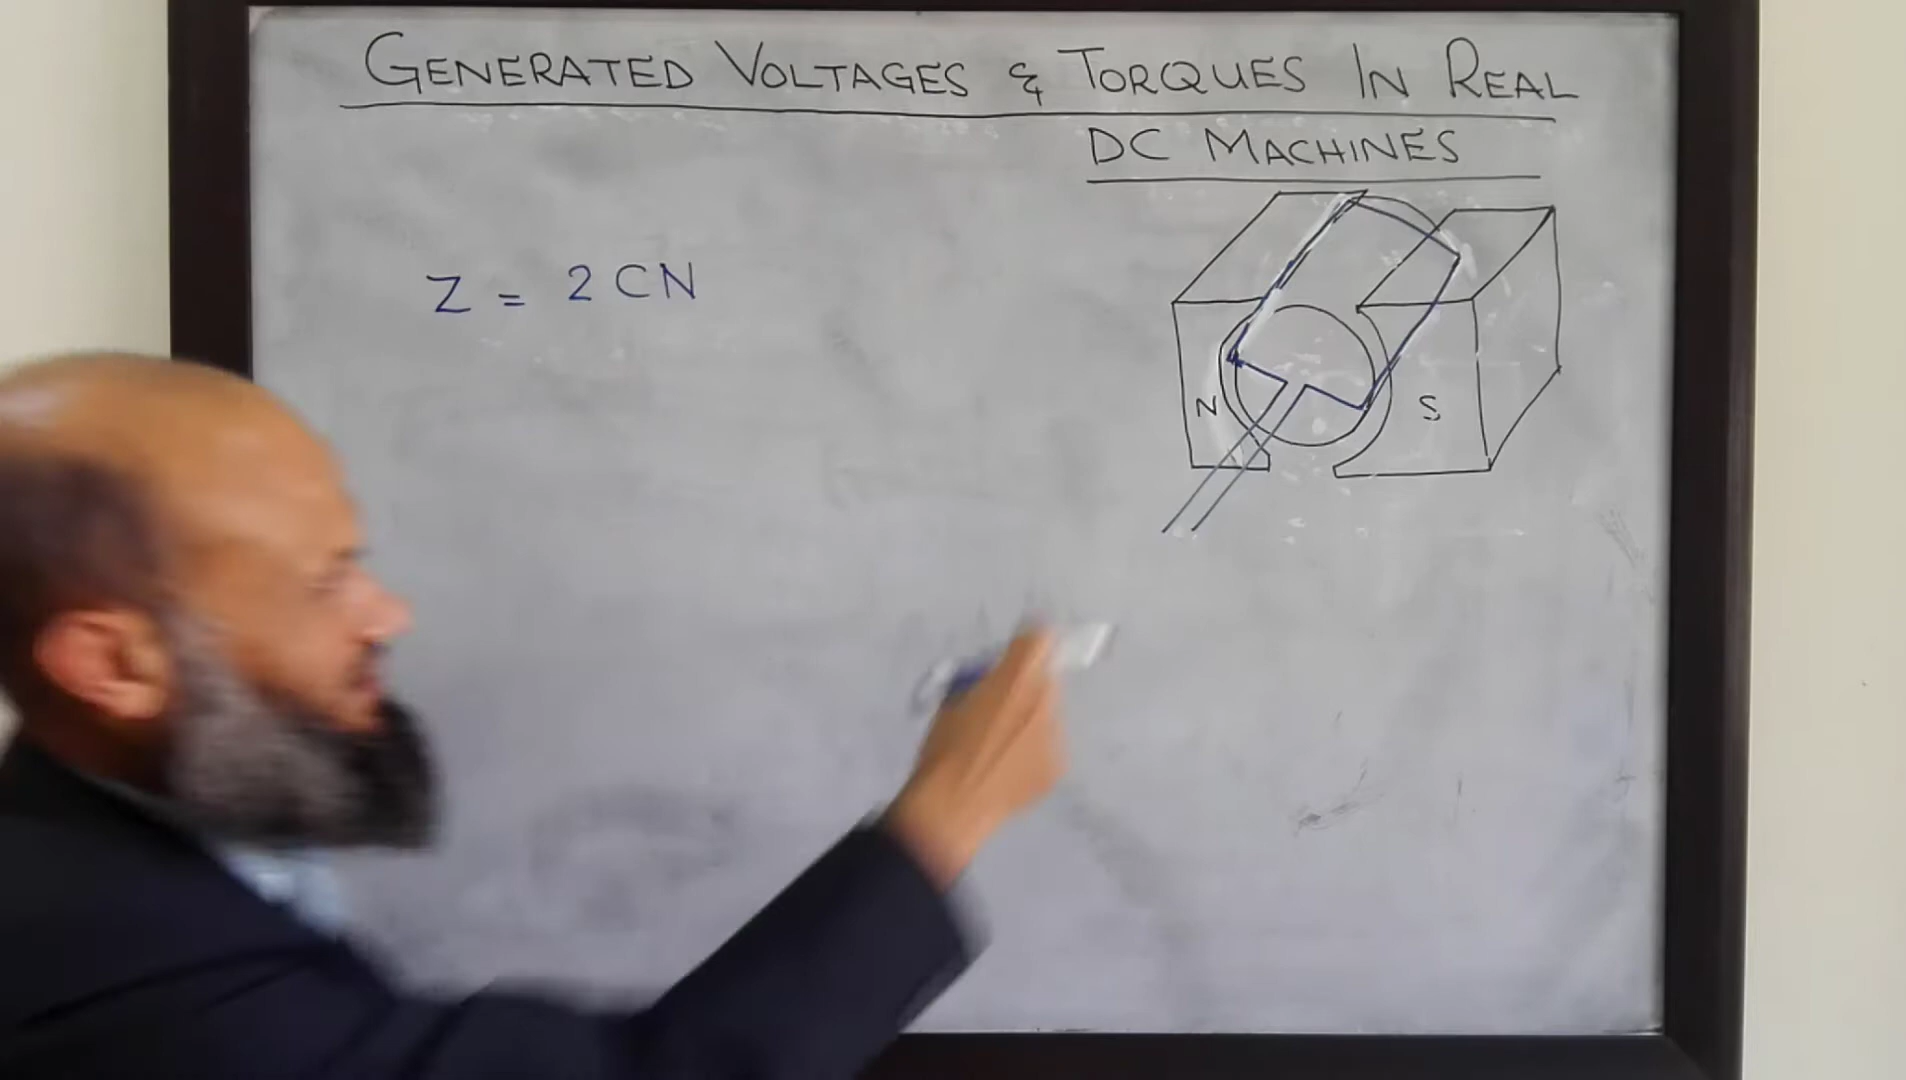 GENERATED VOLTAGES & TORQUES IN REAL
DC MACHINES
Z = 2 CN
N
S